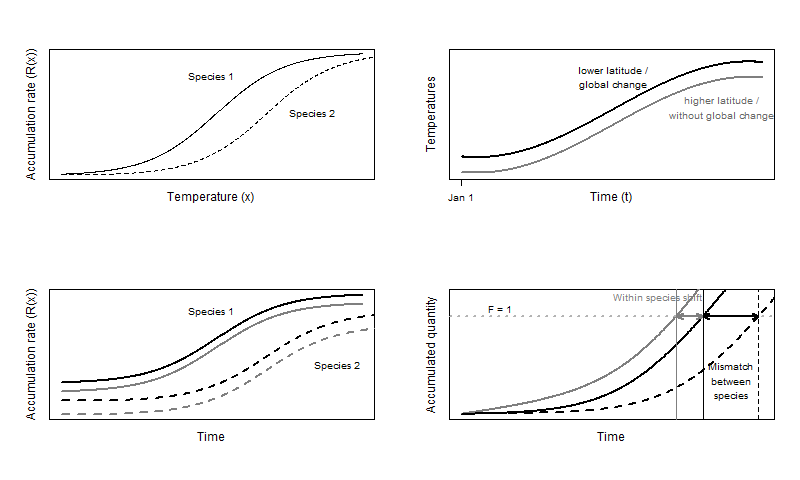 Accumulation rate (R(x))
Species 1
Species 2
Temperature (x)
Temperatures
lower latitude /
global change
higher latitude /
without global change
Jan 1
Time (t)
Accumulation rate (R(x))
Species 1
Species 2
Time
Accumulated quantity
Within species shift
F = 1
Mismatch
between
species
Time